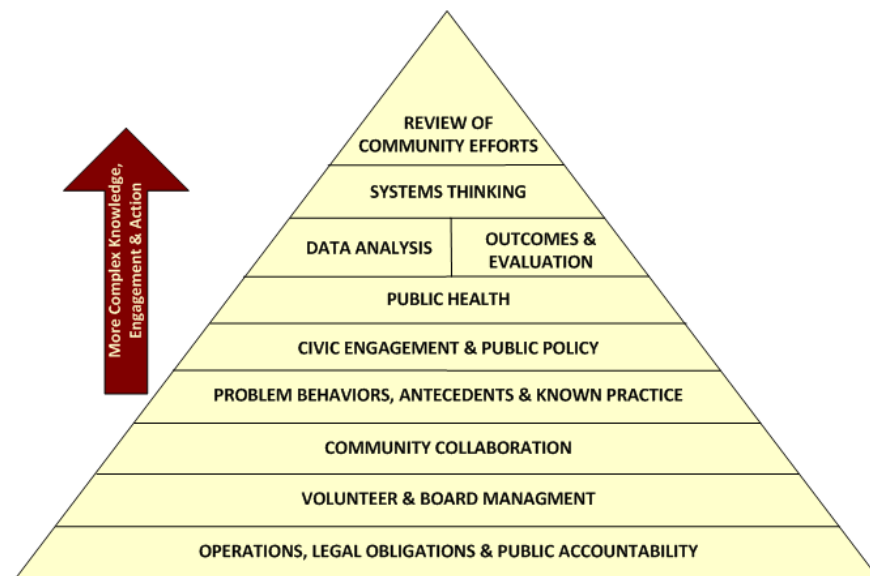 REVIEW OF
COMMUNITY EFFORTS
SYSTEMS THINKING
DATA ANALYSIS
OUTCOMES &
EVALUATION
PUBLIC HEALTH
CIVIC ENGAGEMENT & PUBLIC POLICY
PROBLEM BEHAVIORS, ANTECEDENTS & KNOWN PRACTICE
COMMUNITY COLLABORATION
VOLUNTEER & BOARD MANAGMENT
OPERATIONS, LEGAL OBLIGATIONS & PUBLIC ACCOUNTABILITY
More Complex Knowledge,
Engagement & Action